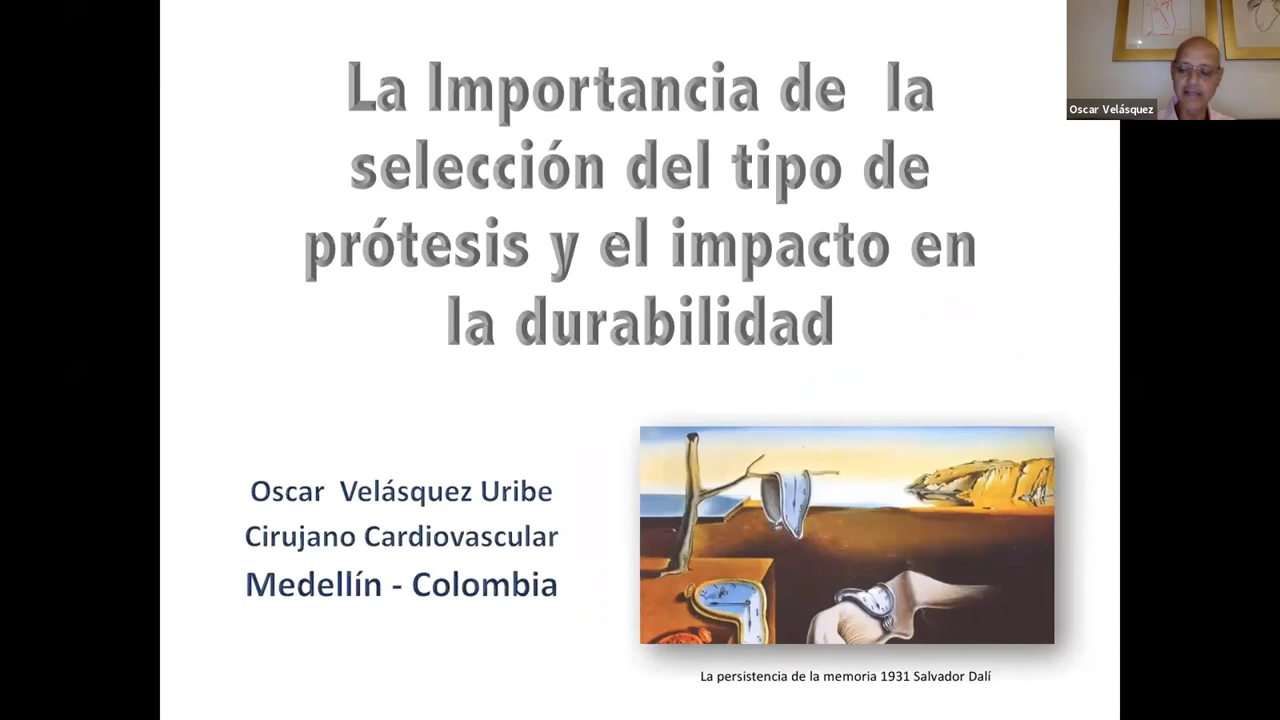 La Importancia de la
selección del tipo de
prótesis y el impacto en
la durabilidad
Oscar Velásquez
Oscar Velásquez Uribe
Cirujano Cardiovascular
Medellín - Colombia
La persistencia de la memoria 1931 Salvador Dalí